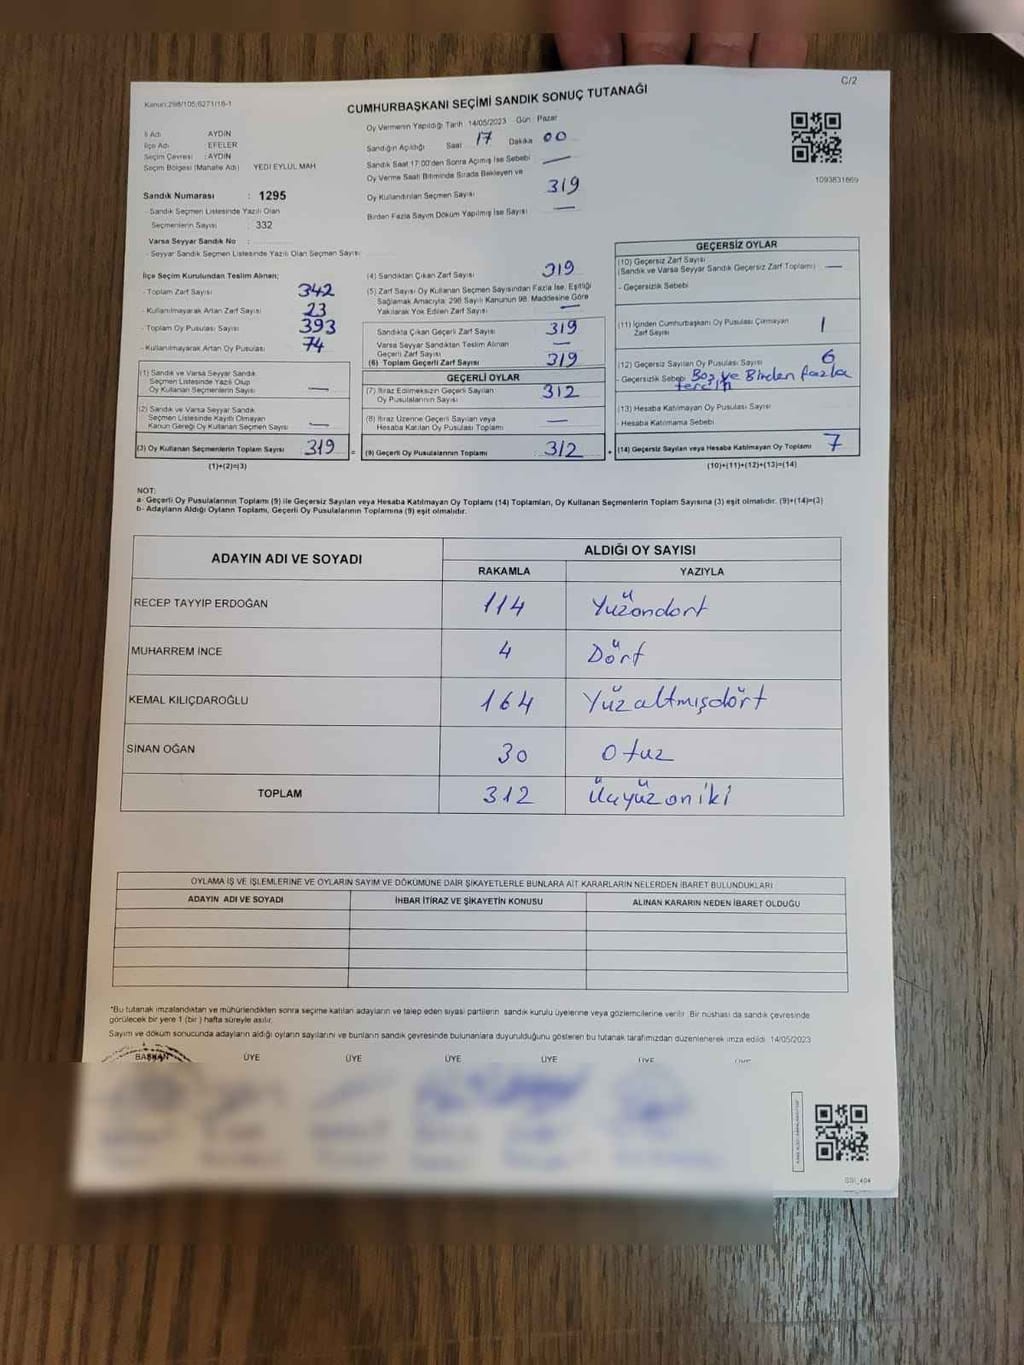 C/2
Kanun:298/105;6271/16-1
CUMHURBAŞKANI SEÇİMİ SANDIK SONUÇ TUTANAĞI
İli Adı : AYDIN
İlçe Adı : EFELER
Seçim Çevresi : AYDIN
Seçim Bölgesi (Mahalle Adı) YEDİ EYLÜL MAH
Sandık Numarası : 1295
- Sandık Seçmen Listesinde Yazılı Olan
Seçmenlerin Sayısı : 332
Varsa Seyyar Sandık No :
- Seyyar Sandık Seçmen Listesinde Yazılı Olan Seçmen Sayısı :
Oy Vermenin Yapıldığı Tarih :14/05/2023 Gün : Pazar
Sandığın Açıldığı Saat 17 Dakika 00
Sandık Saat 17:00'den Sonra Açılmış İse Sebebi —
Oy Verme Saati Bitiminde Sırada Bekleyen ve
Oy Kullandırılan Seçmen Sayısı 319
Birden Fazla Sayım Döküm Yapılmış İse Sayısı —
1093831869
İlçe Seçim Kurulundan Teslim Alınan;
- Toplam Zarf Sayısı 342
- Kullanılmayarak Artan Zarf Sayısı 23
- Toplam Oy Pusulası Sayısı 393
- Kullanılmayarak Artan Oy Pusulası 74
(1) Sandık ve Varsa Seyyar Sandık
Seçmen Listesinde Yazılı Olup
Oy Kullanan Seçmenlerin Sayısı —
(2) Sandık ve Varsa Seyyar Sandık
Seçmen Listesinde Kayıtlı Olmayan
Kanun Gereği Oy Kullanan Seçmen Sayısı —
(3) Oy Kullanan Seçmenlerin Toplam Sayısı 319
(1)+(2)=(3)
(4) Sandıktan Çıkan Zarf Sayısı 319
(5) Zarf Sayısı Oy Kullanan Seçmen Sayısından Fazla İse, Eşitliği
Sağlamak Amacıyla; 298 Sayılı Kanunun 98. Maddesine Göre
Yakılarak Yok Edilen Zarf Sayısı —
Sandıkta Çıkan Geçerli Zarf Sayısı 319
Varsa Seyyar Sandıktan Teslim Alınan
Geçerli Zarf Sayısı —
(6) Toplam Geçerli Zarf Sayısı 319
GEÇERLİ OYLAR
(7) İtiraz Edilmeksizin Geçerli Sayılan
Oy Pusulalarının Sayısı 312
(8) İtiraz Üzerine Geçerli Sayılan veya
Hesaba Katılan Oy Pusulası Toplamı —
(9) Geçerli Oy Pusulalarının Toplamı : 312
GEÇERSİZ OYLAR
(10) Geçersiz Zarf Sayısı
(Sandık ve Varsa Seyyar Sandık Geçersiz Zarf Toplamı) —
- Geçersizlik Sebebi
(11) İçinden Cumhurbaşkanı Oy Pusulası Çıkmayan
Zarf Sayısı 1
(12) Geçersiz Sayılan Oy Pusulası Sayısı 6
- Geçersizlik Sebebi Boş ve Birden fazla
tercih
(13) Hesaba Katılmayan Oy Pusulası Sayısı
- Hesaba Katılmama Sebebi
(14) Geçersiz Sayılan veya Hesaba Katılmayan Oy Toplamı 7
(10)+(11)+(12)+(13)=(14)
NOT:
a- Geçerli Oy Pusulalarının Toplamı (9) ile Geçersiz Sayılan veya Hesaba Katılmayan Oy Toplamı (14) Toplamları, Oy Kullanan Seçmenlerin Toplam Sayısına (3) eşit olmalıdır. (9)+(14)=(3)
b- Adayların Aldığı Oyların Toplamı, Geçerli Oy Pusulalarının Toplamına (9) eşit olmalıdır.
ADAYIN ADI VE SOYADI
ALDIĞI OY SAYISI
RAKAMLA YAZIYLA
RECEP TAYYİP ERDOĞAN 114 Yüzondört
MUHARREM İNCE 4 Dört
KEMAL KILIÇDAROĞLU 164 Yüzaltmışdört
SİNAN OĞAN 30 Otuz
TOPLAM 312 Üçyüzoniki
OYLAMA İŞ VE İŞLEMLERİNE VE OYLARIN SAYIM VE DÖKÜMÜNE DAİR ŞİKAYETLERLE BUNLARA AİT KARARLARIN NELERDEN İBARET BULUNDUKLARI
ADAYIN ADI VE SOYADI İHBAR İTİRAZ VE ŞİKAYETİN KONUSU ALINAN KARARIN NEDEN İBARET OLDUĞU
*Bu tutanak imzalandıktan ve mühürlendikten sonra seçime katılan adayların ve talep eden siyasi partilerin sandık kurulu üyelerine veya gözlemcilerine verilir. Bir nüshası da sandık çevresinde
görülecek bir yere 1 (bir ) hafta süreyle asılır.
Sayım ve döküm sonucunda adayların aldığı oyların sayılarını ve bunların sandık çevresinde bulunanlara duyurulduğunu gösteren bu tutanak tarafımızdan düzenlenerek imza edildi 14/05/2023
BAŞKAN ÜYE ÜYE ÜYE ÜYE ÜYE ÜYE